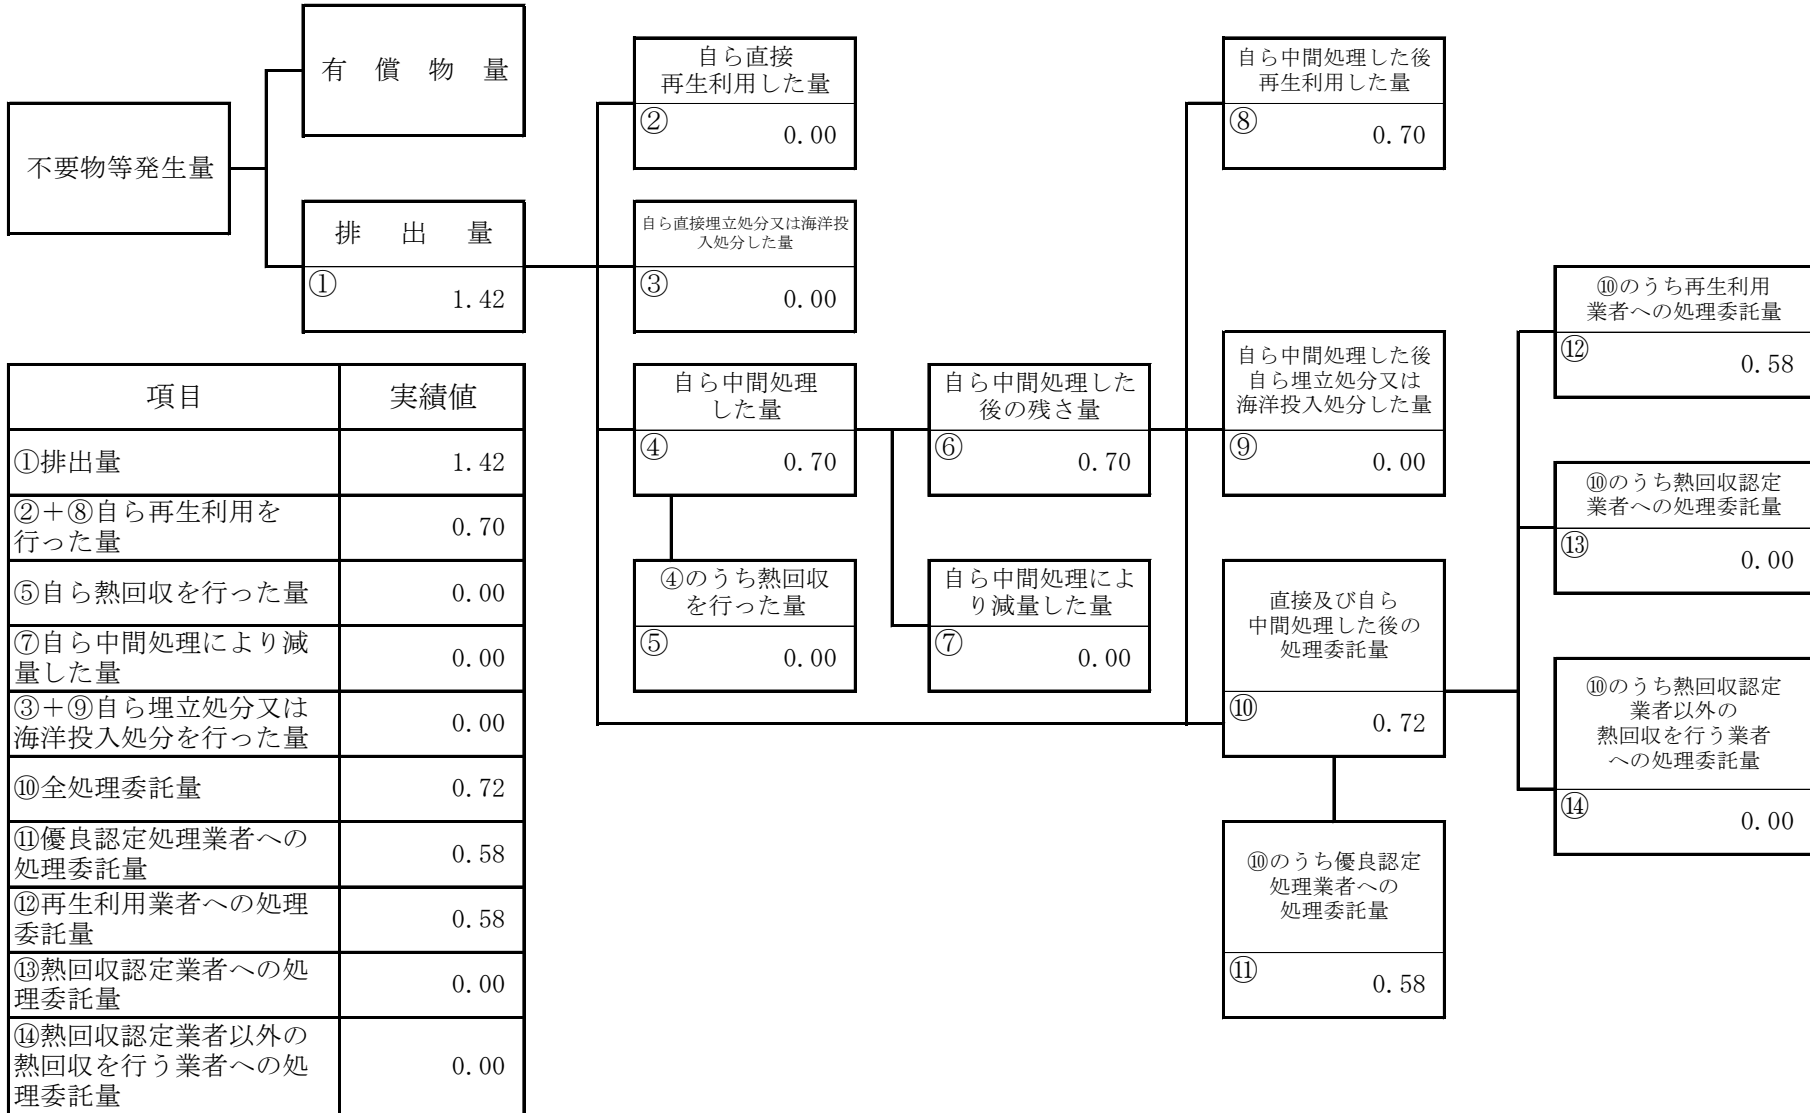 有償物量
不要物等発生量
排出量
①
1.42
自ら直接
再生利用した量
②
0.00
自ら直接埋立処分又は海洋投
入処分した量
③
0.00
自ら中間処理
した量
④
0.70
④のうち熱回収
を行った量
⑤
0.00
自ら中間処理した
後の残さ量
⑥
0.70
自ら中間処理によ
り減量した量
⑦
0.00
自ら中間処理した後
再生利用した量
⑧
0.70
自ら中間処理した後
自ら埋立処分又は
海洋投入処分した量
⑨
0.00
直接及び自ら
中間処理した後の
処理委託量
⑩
0.72
⑩のうち優良認定
処理業者への
処理委託量
⑪
0.58
⑩のうち再生利用
業者への処理委託量
⑫
0.58
⑩のうち熱回収認定
業者への処理委託量
⑬
0.00
⑩のうち熱回収認定
業者以外の
熱回収を行う業者
への処理委託量
⑭
0.00
項目 実績値
①排出量 1.42
②＋⑧自ら再生利用を
行った量 0.70
⑤自ら熱回収を行った量 0.00
⑦自ら中間処理により減
量した量 0.00
③＋⑨自ら埋立処分又は
海洋投入処分を行った量 0.00
⑩全処理委託量 0.72
⑪優良認定処理業者への
処理委託量 0.58
⑫再生利用業者への処理
委託量 0.58
⑬熱回収認定業者への処
理委託量 0.00
⑭熱回収認定業者以外の
熱回収を行う業者への処
理委託量 0.00